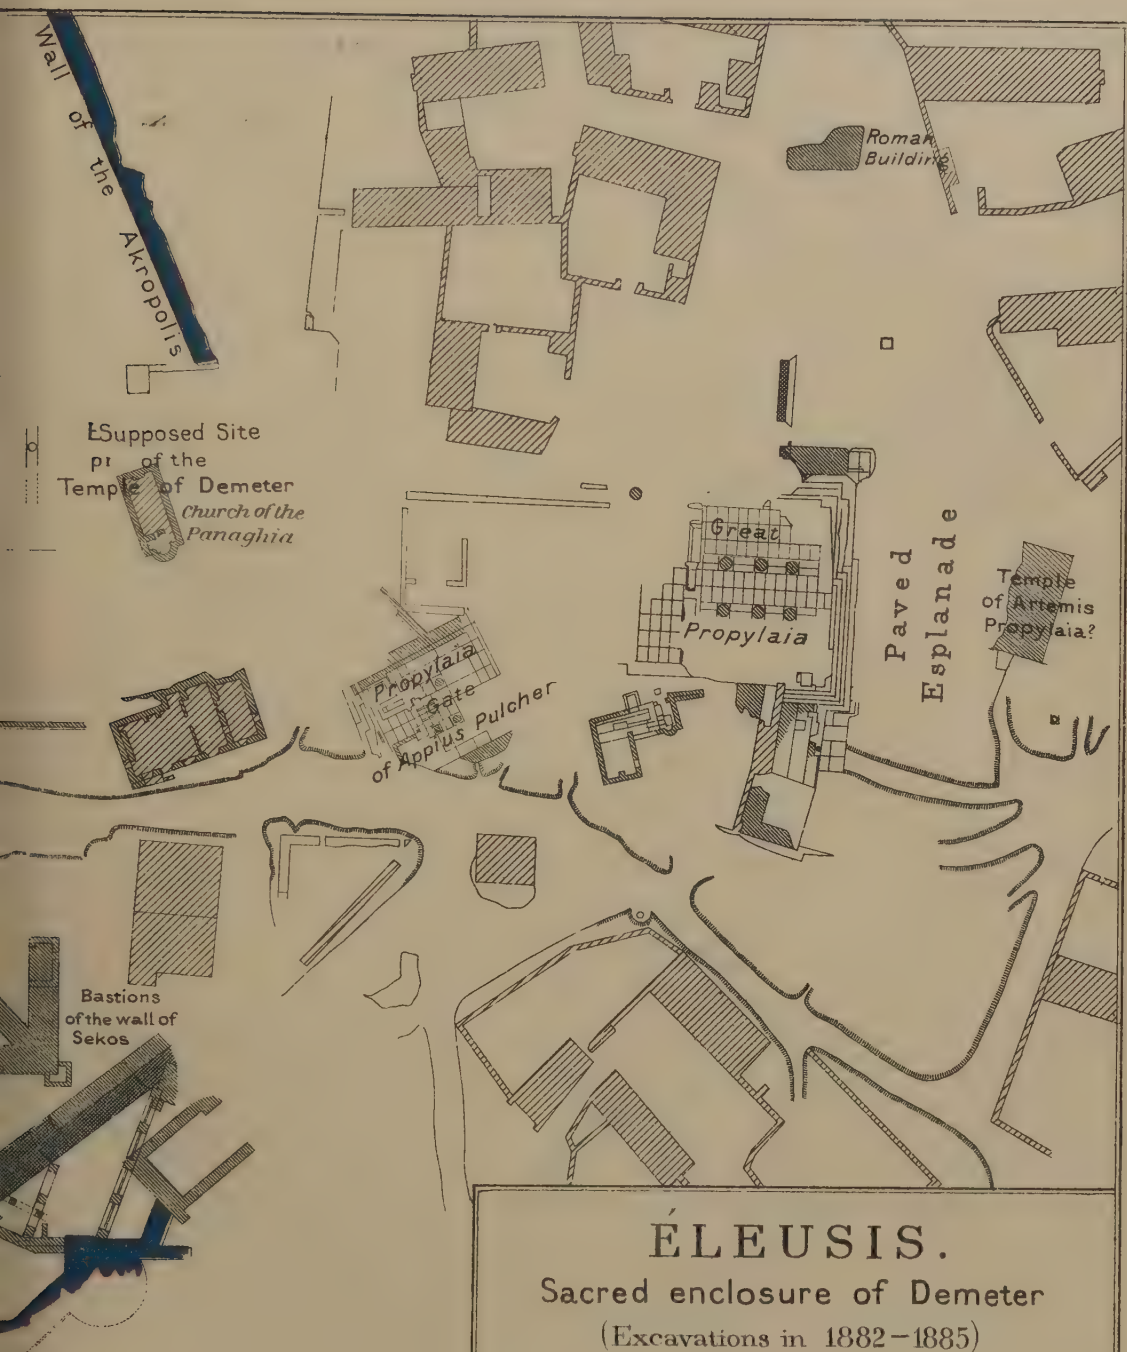 Wall of the Akropolis
Roman
Building
Supposed Site
of the
Temple of Demeter
Church of the
Panaghia
Great
Propylaia
Paved
Esplanade
Temple
of Artemis
Propylaia?
Propylaia
Gate
of Appius Pulcher
Bastions
of the wall of
Sekos
ÉLEUSIS.
Sacred enclosure of Demeter
(Excavations in 1882–1885)